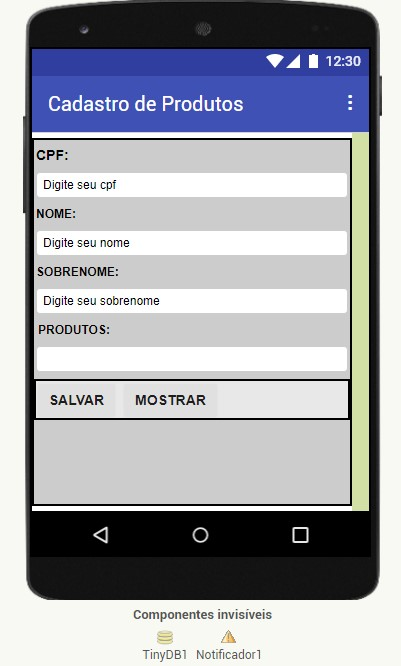 12:30
Cadastro de Produtos
CPF:
Digite seu cpf
NOME:
Digite seu nome
SOBRENOME:
Digite seu sobrenome
PRODUTOS:
SALVAR MOSTRAR
Componentes invisíveis
TinyDB1 Notificador1